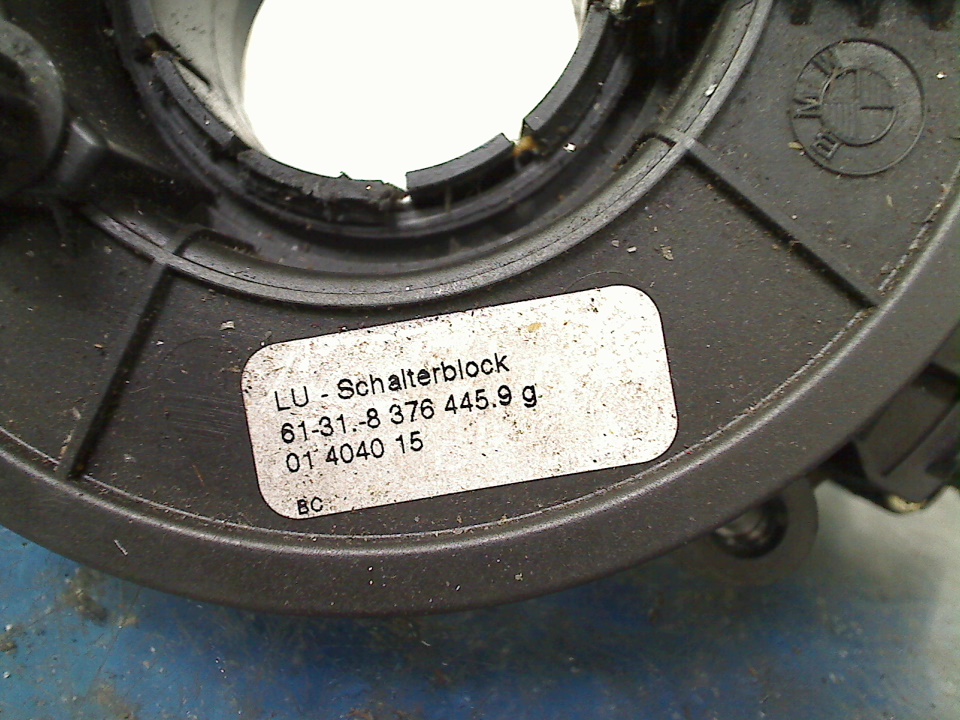 BMW
LU - Schalterblock
61-31.-8 376 445.9 g
01 4040 15
BC